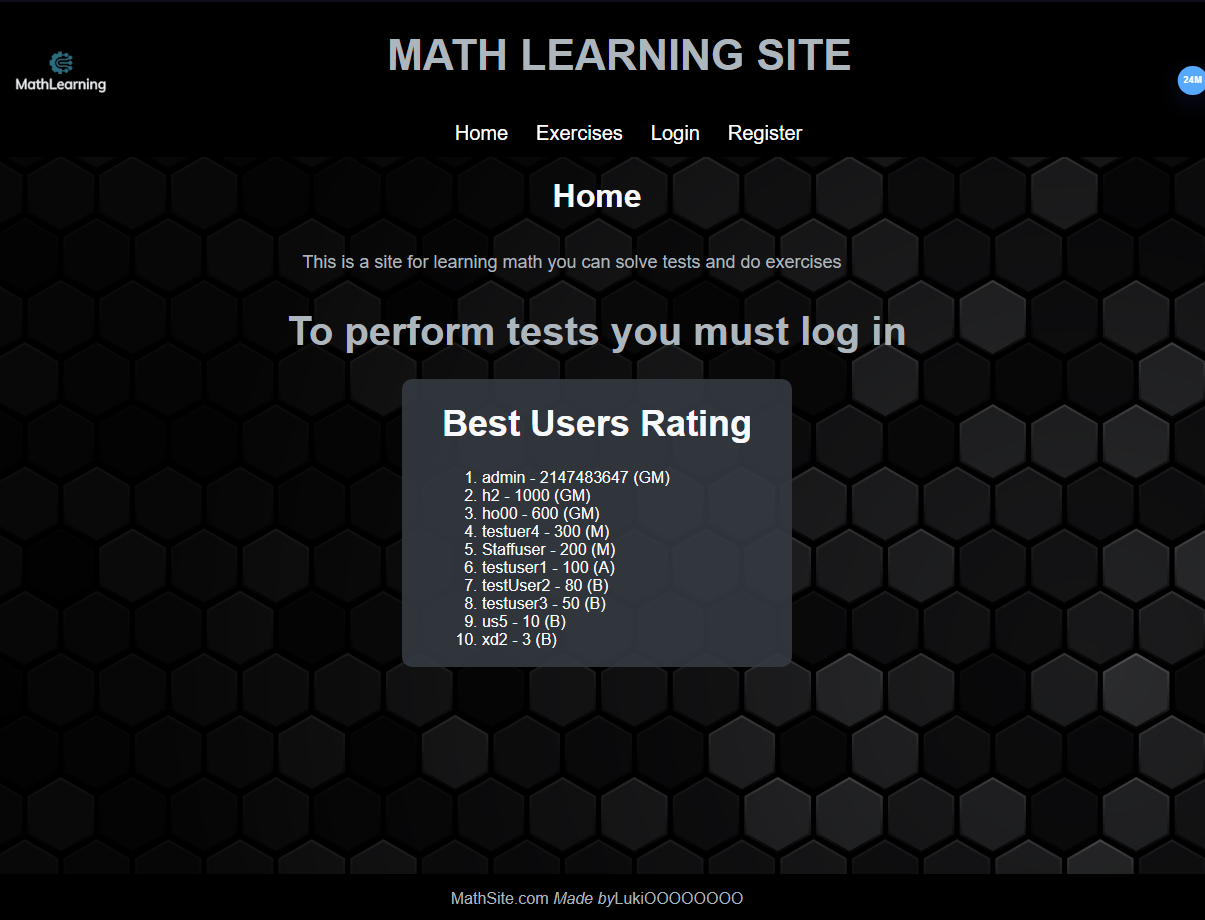 MATH LEARNING SITE
MathLearning
24M
Home Exercises Login Register
Home
This is a site for learning math you can solve tests and do exercises
To perform tests you must log in
Best Users Rating
1. admin - 2147483647 (GM)
2. h2 - 1000 (GM)
3. ho00 - 600 (GM)
4. testuer4 - 300 (M)
5. Staffuser - 200 (M)
6. testuser1 - 100 (A)
7. testUser2 - 80 (B)
8. testuser3 - 50 (B)
9. us5 - 10 (B)
10. xd2 - 3 (B)
MathSite.com Made byLukiOOOOOOOO